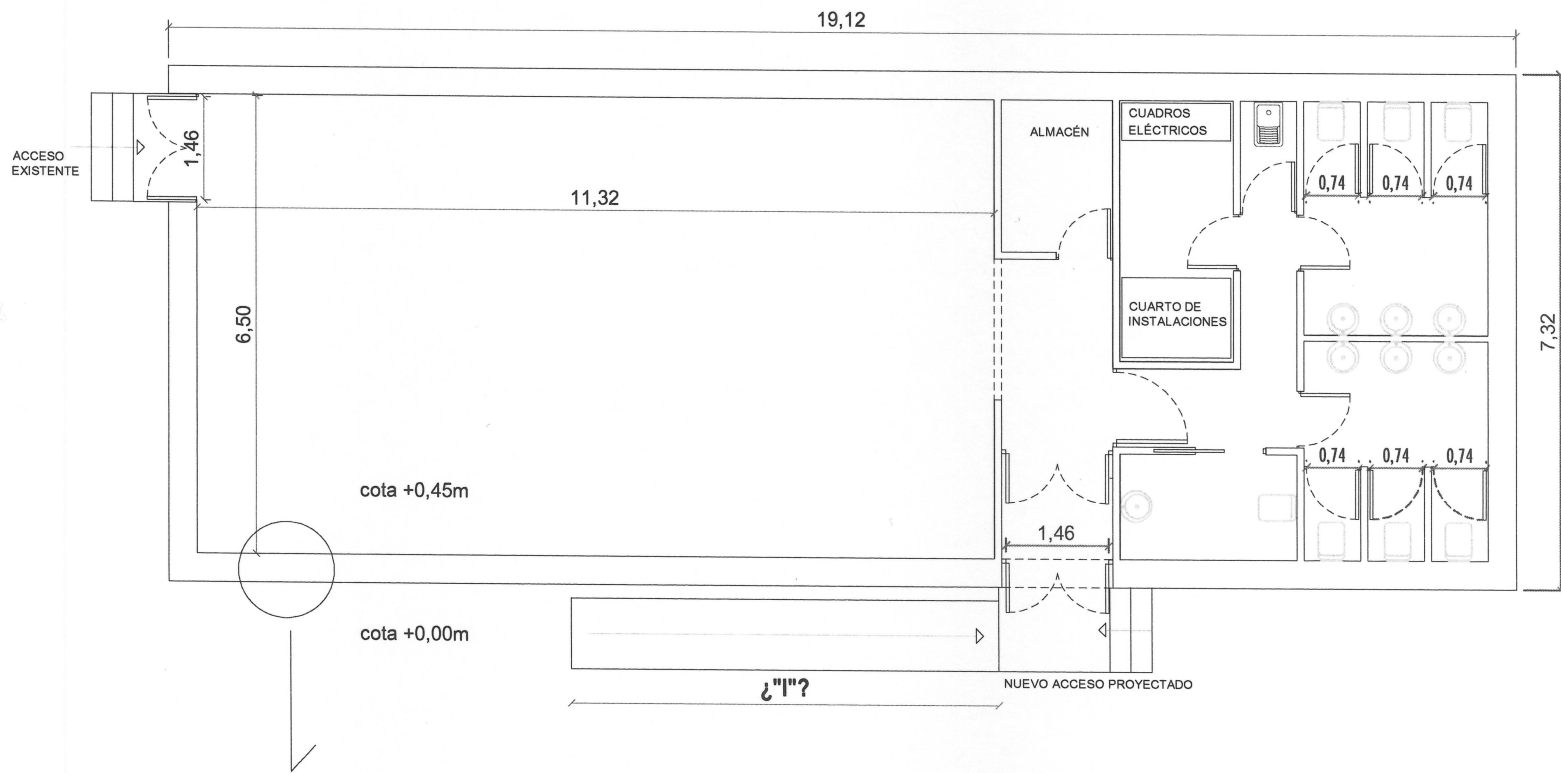 19,12
ACCESO
EXISTENTE
1,46
11,32
6,50
ALMACÉN
CUADROS
ELÉCTRICOS
0,74
0,74
0,74
CUARTO DE
INSTALACIONES
7,32
0,74
0,74
0,74
cota +0,45m
1,46
cota +0,00m
¿"l"?
NUEVO ACCESO PROYECTADO